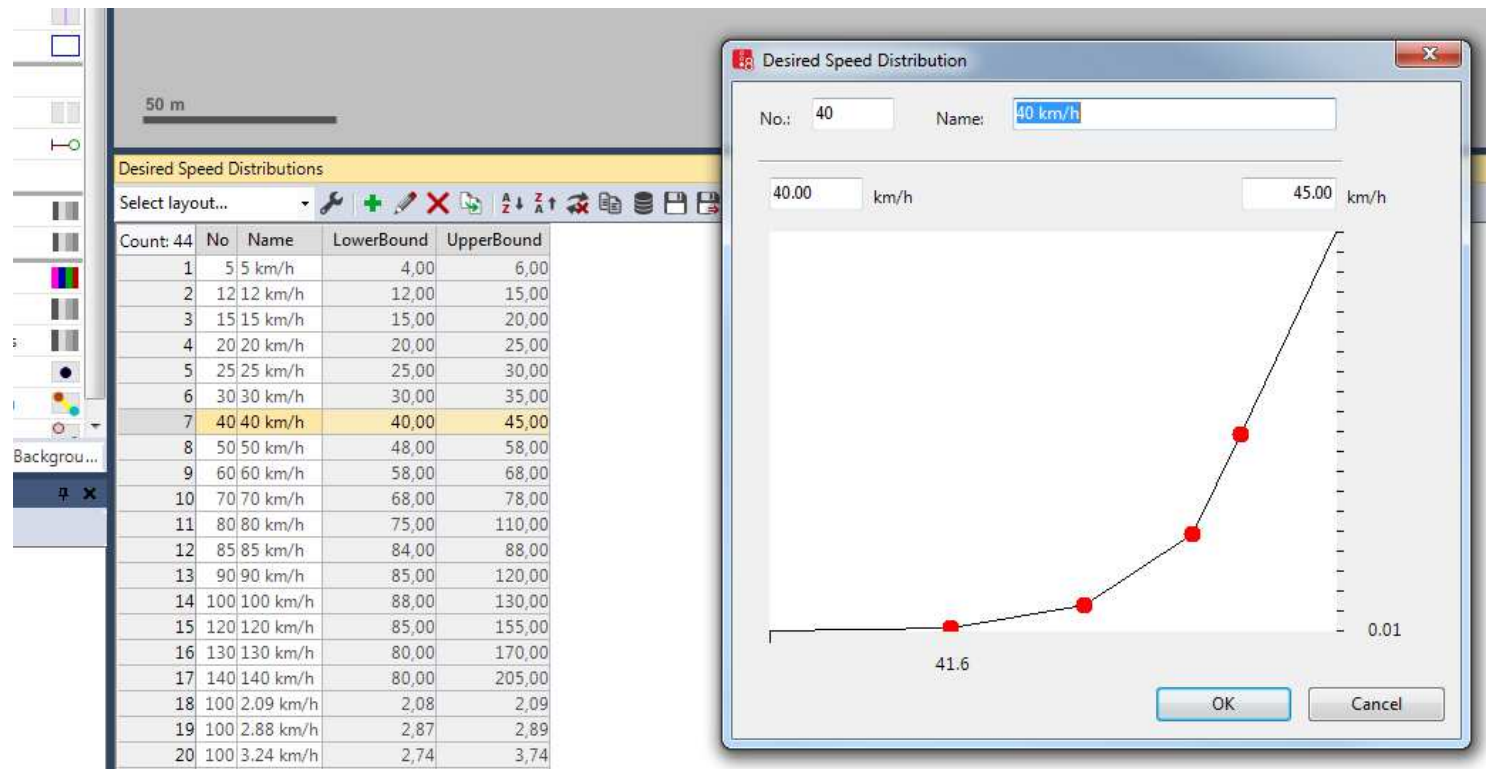 50 m
Desired Speed Distributions
Select layout...
Count: 44 No Name LowerBound UpperBound
1 5 5 km/h 4,00 6,00
2 12 12 km/h 12,00 15,00
3 15 15 km/h 15,00 20,00
4 20 20 km/h 20,00 25,00
5 25 25 km/h 25,00 30,00
6 30 30 km/h 30,00 35,00
7 40 40 km/h 40,00 45,00
8 50 50 km/h 48,00 58,00
9 60 60 km/h 58,00 68,00
10 70 70 km/h 68,00 78,00
11 80 80 km/h 75,00 110,00
12 85 85 km/h 84,00 88,00
13 90 90 km/h 85,00 120,00
14 100 100 km/h 88,00 130,00
15 120 120 km/h 85,00 155,00
16 130 130 km/h 80,00 170,00
17 140 140 km/h 80,00 205,00
18 100 2.09 km/h 2,08 2,09
19 100 2.88 km/h 2,87 2,89
20 100 3.24 km/h 2,74 3,74
Backgrou...
Desired Speed Distribution
No.: 40 Name: 40 km/h
40.00 km/h 45.00 km/h
0.01
41.6
OK Cancel